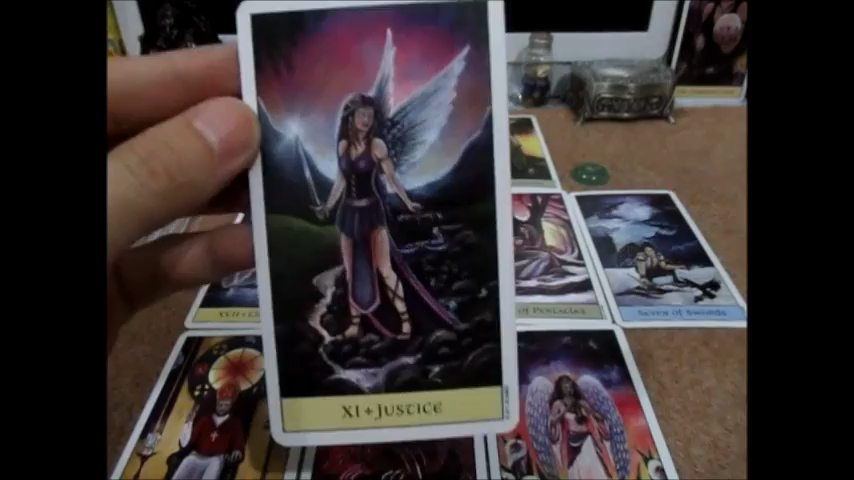 XI + JUSTICE
OF PENTACLES
SEVEN OF SWORDS